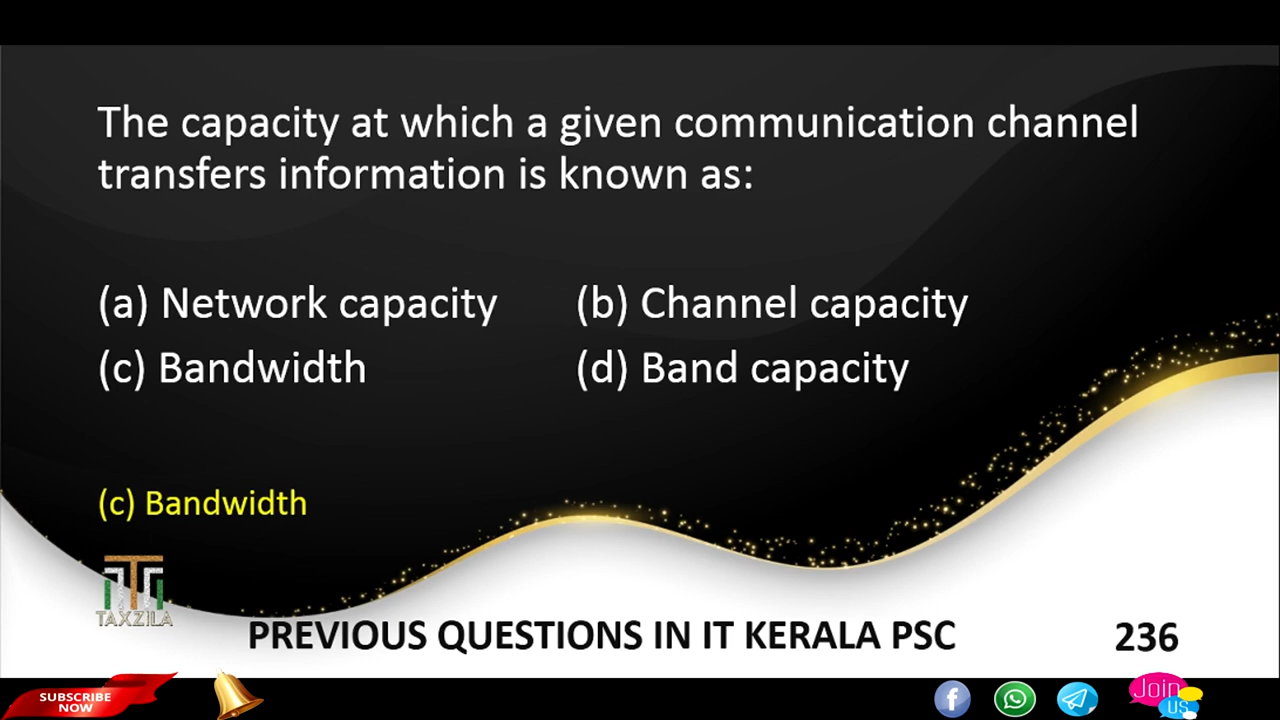 The capacity at which a given communication channel
transfers information is known as:
(a) Network capacity (b) Channel capacity
(c) Bandwidth (d) Band capacity
(c) Bandwidth
TAXZILA
PREVIOUS QUESTIONS IN IT KERALA PSC 236
SUBSCRIBE
NOW
Join
US